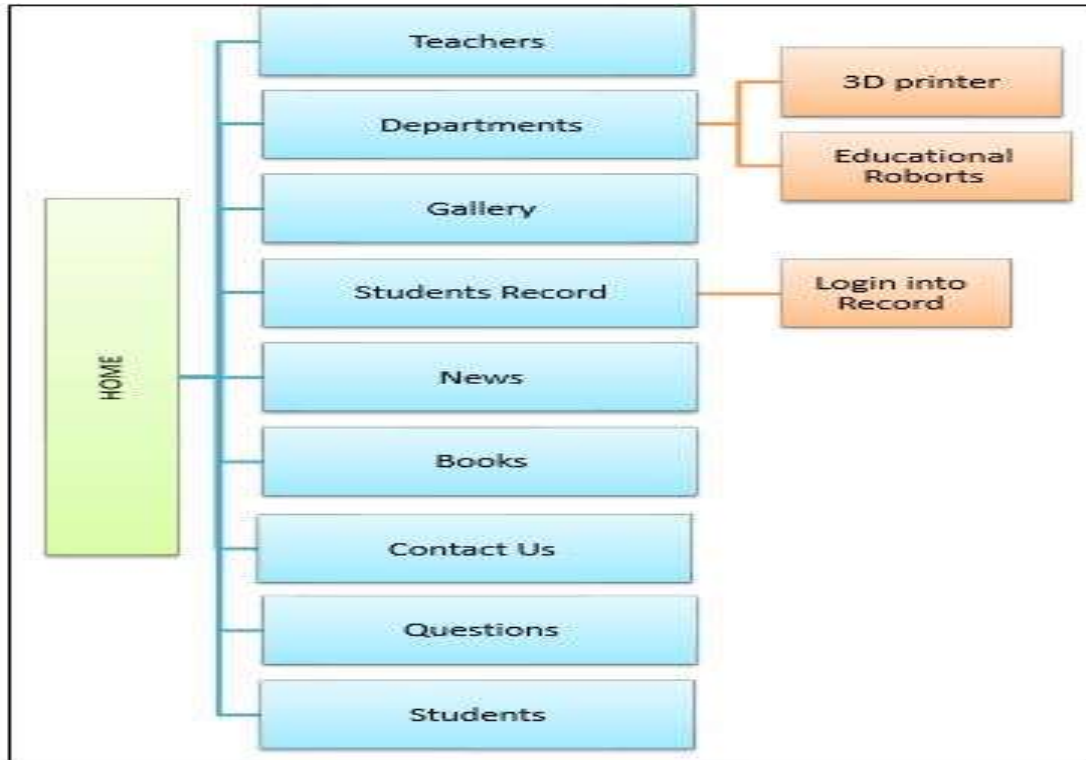 HOME
Teachers
Departments
3D printer
Educational
Roborts
Gallery
Students Record
Login into
Record
News
Books
Contact Us
Questions
Students